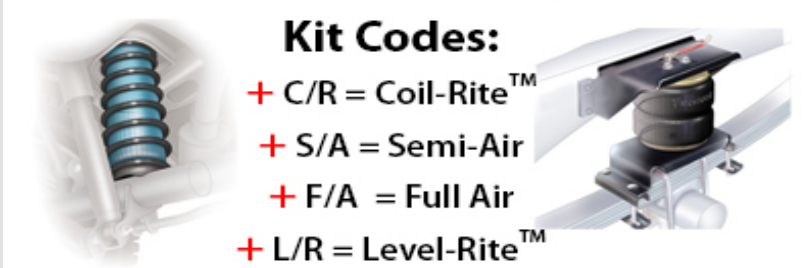 Kit Codes:
+ C/R = Coil-Rite™
+ S/A = Semi-Air
+ F/A = Full Air
+ L/R = Level-Rite™